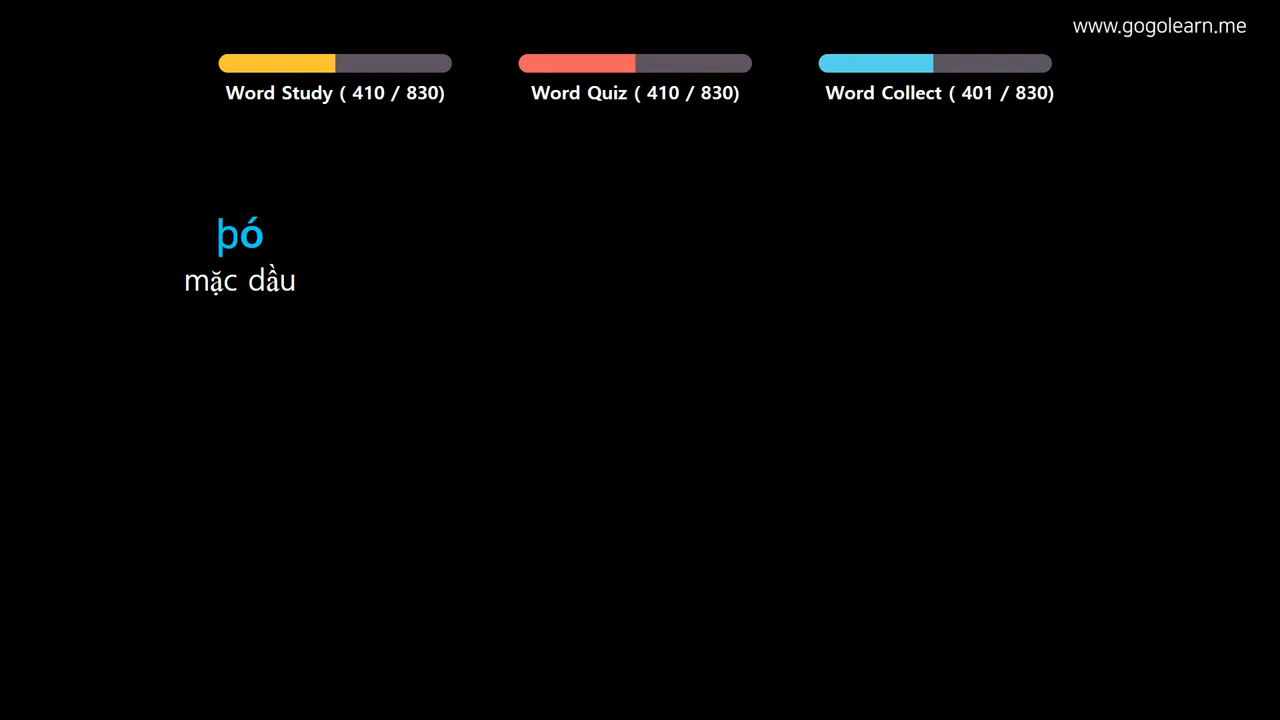 www.gogolearn.me
Word Study ( 410 / 830)
Word Quiz ( 410 / 830)
Word Collect ( 401 / 830)
þó
mặc dầu